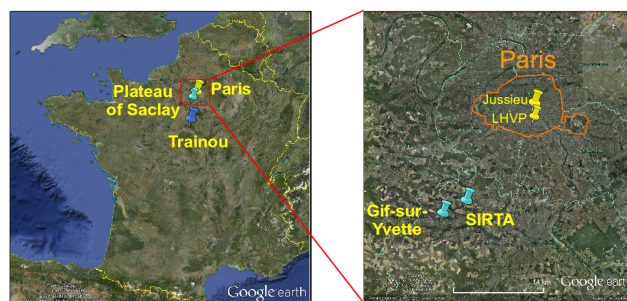 Plateau
of Saclay
Paris
Trainou
Google earth
Paris
Jussieu
LHVP
Gif-sur-
Yvette
SIRTA
Google earth